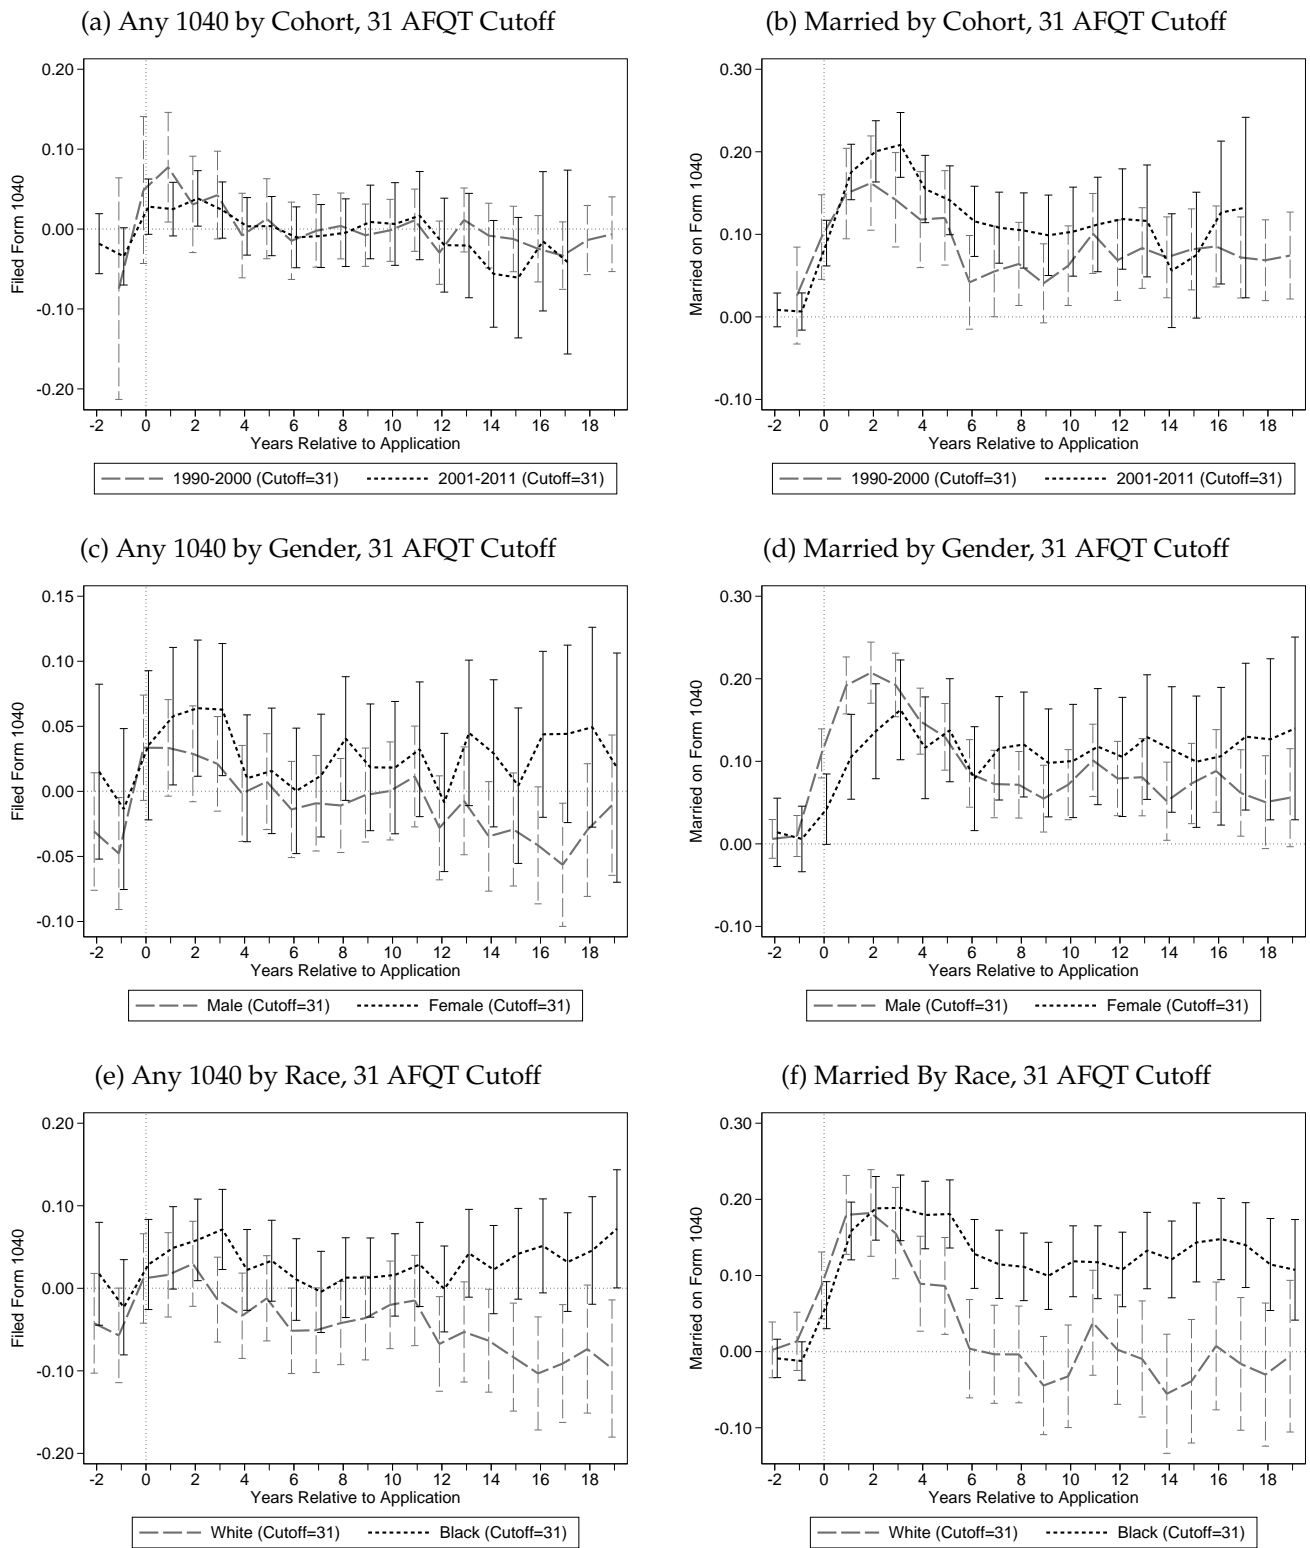 (a) Any 1040 by Cohort, 31 AFQT Cutoff
0.20
0.10
0.00
-0.10
-0.20
Filed Form 1040
-2 0 2 4 6 8 10 12 14 16 18
Years Relative to Application
1990-2000 (Cutoff=31) 2001-2011 (Cutoff=31)
(b) Married by Cohort, 31 AFQT Cutoff
0.30
0.20
0.10
0.00
-0.10
Married on Form 1040
-2 0 2 4 6 8 10 12 14 16 18
Years Relative to Application
1990-2000 (Cutoff=31) 2001-2011 (Cutoff=31)
(c) Any 1040 by Gender, 31 AFQT Cutoff
0.15
0.10
0.05
0.00
-0.05
-0.10
Filed Form 1040
-2 0 2 4 6 8 10 12 14 16 18
Years Relative to Application
Male (Cutoff=31) Female (Cutoff=31)
(d) Married by Gender, 31 AFQT Cutoff
0.30
0.20
0.10
0.00
-0.10
Married on Form 1040
-2 0 2 4 6 8 10 12 14 16 18
Years Relative to Application
Male (Cutoff=31) Female (Cutoff=31)
(e) Any 1040 by Race, 31 AFQT Cutoff
0.20
0.10
0.00
-0.10
-0.20
Filed Form 1040
-2 0 2 4 6 8 10 12 14 16 18
Years Relative to Application
White (Cutoff=31) Black (Cutoff=31)
(f) Married By Race, 31 AFQT Cutoff
0.30
0.20
0.10
0.00
-0.10
Married on Form 1040
-2 0 2 4 6 8 10 12 14 16 18
Years Relative to Application
White (Cutoff=31) Black (Cutoff=31)